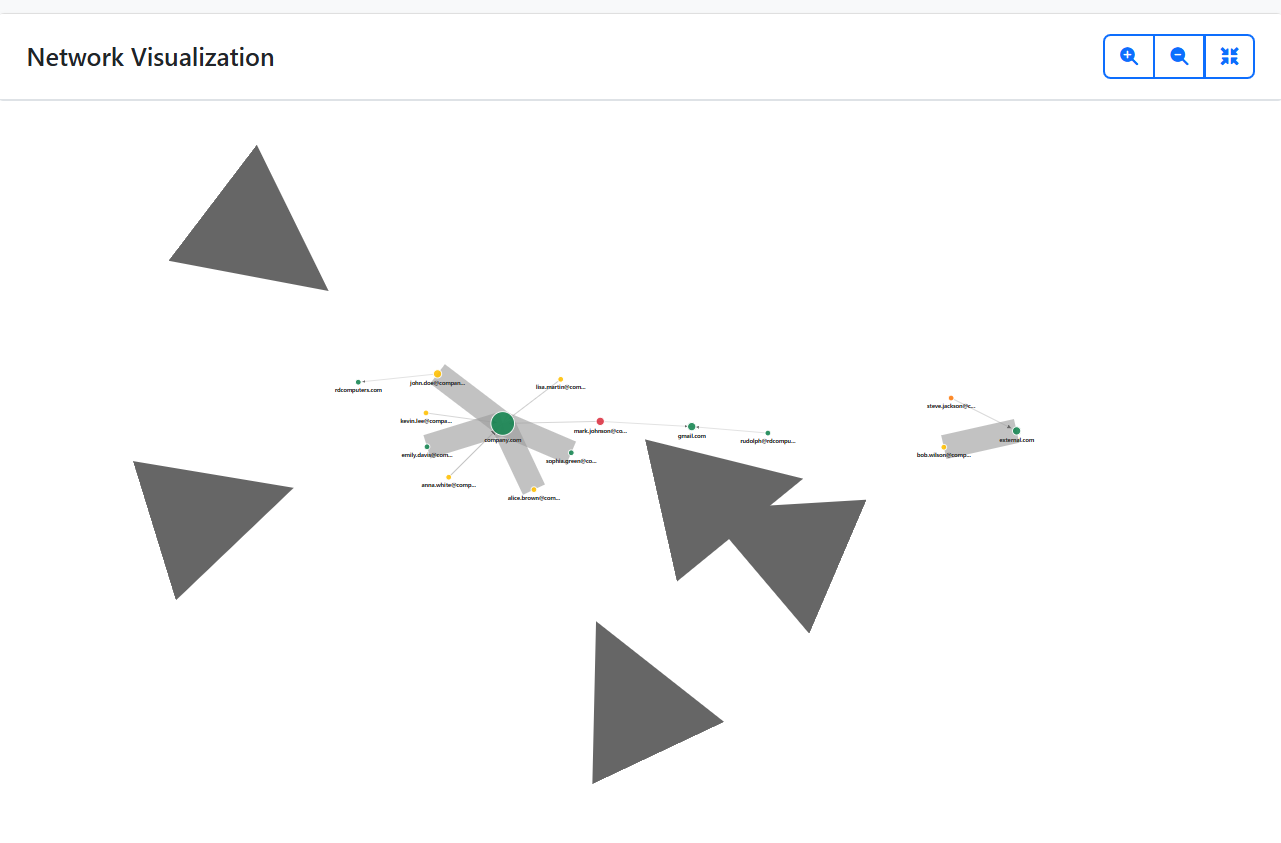 Network Visualization
john.doe@compan...
rdcomputers.com
lisa.martin@com...
steve.jackson@c...
kevin.lee@compa...
mark.johnson@co...
gmail.com
company.com
rudolph@rdcompu...
external.com
emily.davis@com...
bob.wilson@comp...
sophia.green@co...
anna.white@comp...
alice.brown@com...